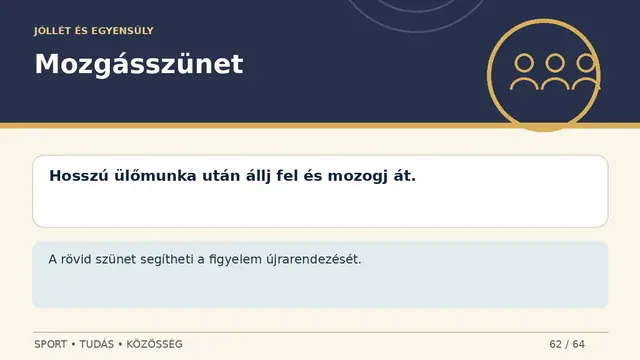 JÓLLÉT ÉS EGYENSÚLY
Mozgásszünet
Hosszú ülőmunka után állj fel és mozogj át.
A rövid szünet segítheti a figyelem újrarendezését.
SPORT • TUDÁS • KÖZÖSSÉG
62 / 64